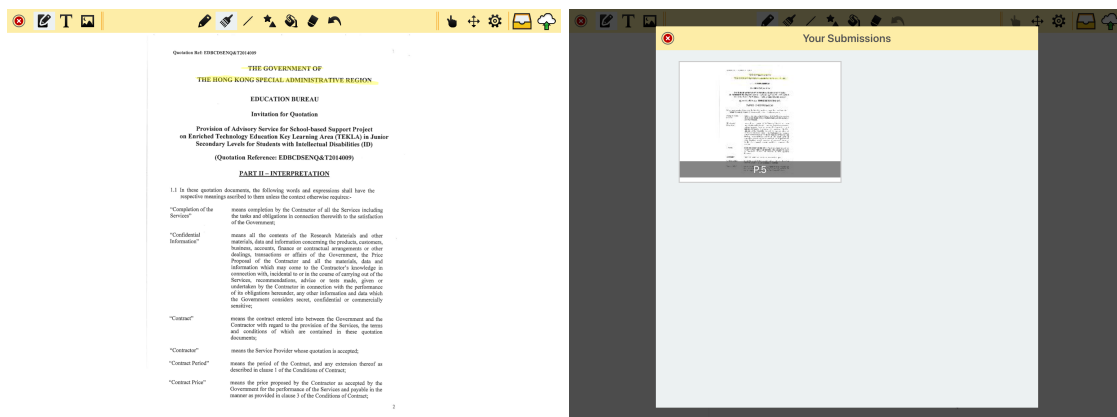 T
Quotation Ref: EDBCDSENQ&T2014009
THE GOVERNMENT OF
THE HONG KONG SPECIAL ADMINISTRATIVE REGION
EDUCATION BUREAU
Invitation for Quotation
Provision of Advisory Service for School-based Support Project
on Enriched Technology Education Key Learning Area (TEKLA) in Junior
Secondary Levels for Students with Intellectual Disabilities (ID)
(Quotation Reference: EDBCDSENQ&T2014009)
PART II – INTERPRETATION
1.1 In these quotation documents, the following words and expressions shall have the
respective meanings ascribed to them unless the context otherwise requires:-
"Completion of the Services" means completion by the Contractor of all the Services including
the tasks and obligations in connection therewith to the satisfaction
of the Government;
"Confidential Information" means all the contents of the Research Materials and other
materials, data and information concerning the products, customers,
business, accounts, finance or contractual arrangements or other
dealings, transactions or affairs of the Government, the Price
Proposal of the Contractor and all the materials, data and
information which may come to the Contractor's knowledge in
connection with, incidental to or in the course of carrying out of the
Services, recommendations, advice or tests made, given or
undertaken by the Contractor in connection with the performance
of its obligations hereunder, any other information and data which
the Government considers secret, confidential or commercially
sensitive;
"Contract" means the contract entered into between the Government and the
Contractor with regard to the provision of the Services, the terms
and conditions of which are contained in these quotation
documents;
"Contractor" means the Service Provider whose quotation is accepted;
"Contract Period" means the period of the Contract, and any extension thereof as
described in clause 1 of the Conditions of Contract;
"Contract Price" means the price proposed by the Contractor as accepted by the
Government for the performance of the Services and payable in the
manner as provided in clause 3 of the Conditions of Contract;
2
T
Your Submissions
P.5